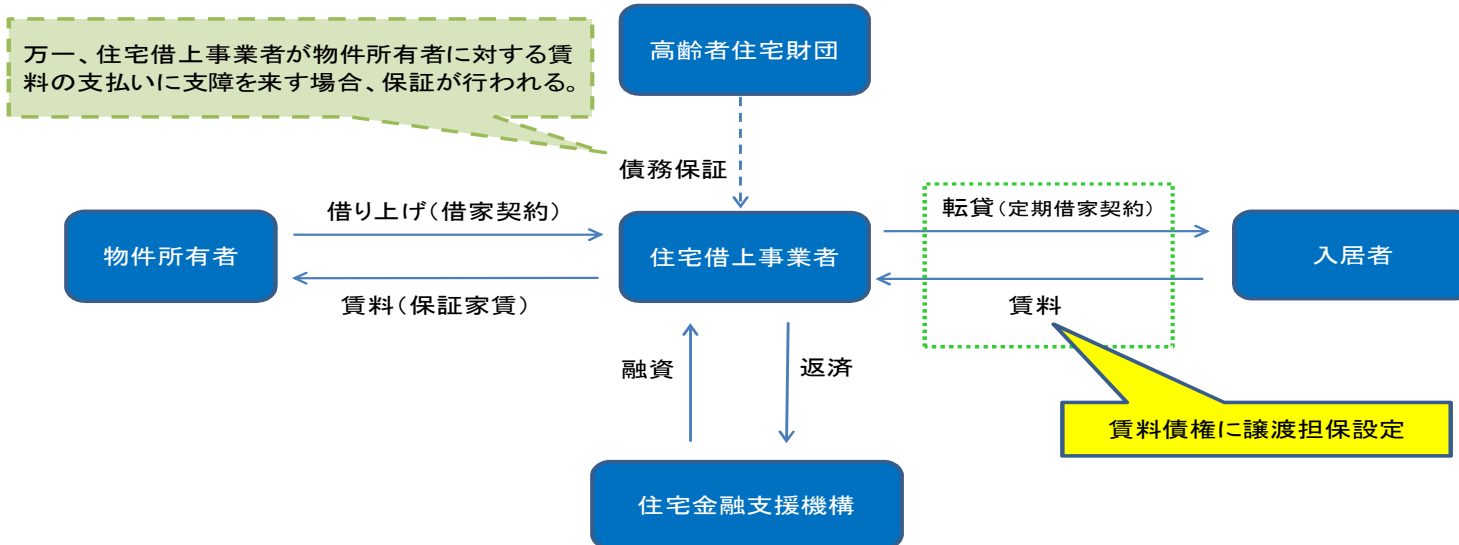 万一、住宅借上事業者が物件所有者に対する賃
料の支払いに支障を来す場合、保証が行われる。
高齢者住宅財団
債務保証
借り上げ（借家契約）
転貸（定期借家契約）
物件所有者
住宅借上事業者
入居者
賃料（保証家賃）
賃料
融資
返済
賃料債権に譲渡担保設定
住宅金融支援機構